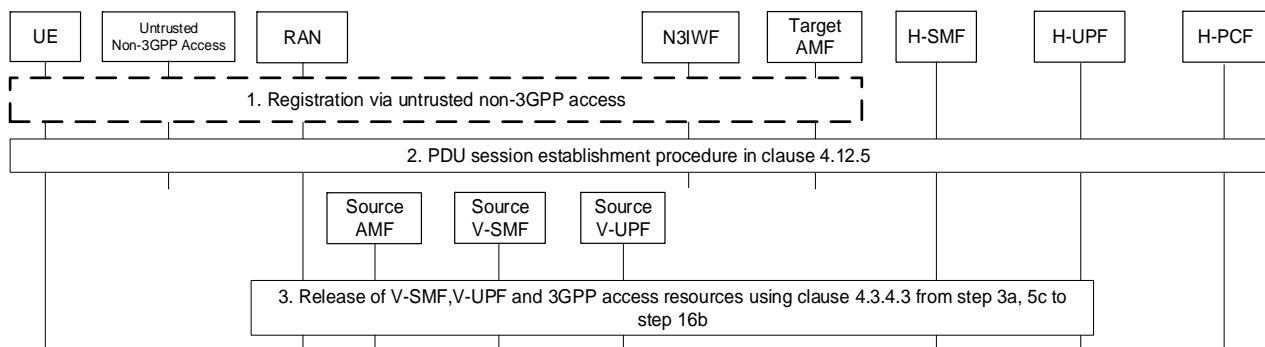 UE
Untrusted
Non-3GPP Access
RAN
N3IWF
Target
AMF
H-SMF
H-UPF
H-PCF
1. Registration via untrusted non-3GPP access
2. PDU session establishment procedure in clause 4.12.5
Source
AMF
Source
V-SMF
Source
V-UPF
3. Release of V-SMF,V-UPF and 3GPP access resources using clause 4.3.4.3 from step 3a, 5c to
step 16b